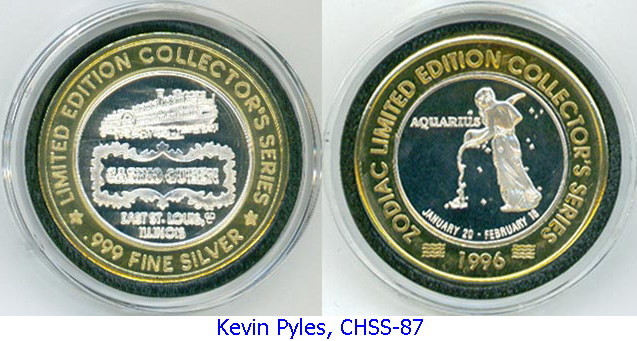 LIMITED EDITION COLLECTOR'S SERIES
CASINO QUEEN
EAST ST. LOUIS,
ILLINOIS
.999 FINE SILVER
ZODIAC LIMITED EDITION COLLECTOR'S SERIES
AQUARIUS
JANUARY 20 - FEBRUARY 18
1996
Kevin Pyles, CHSS-87